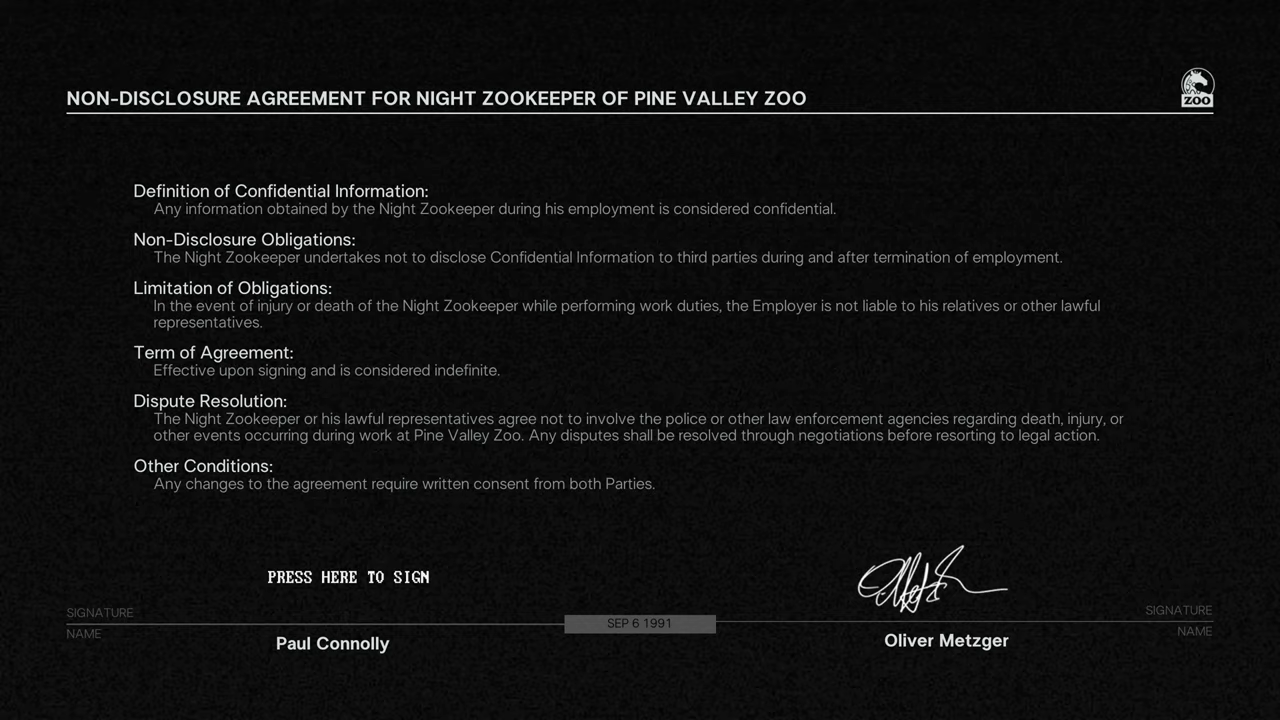 NON-DISCLOSURE AGREEMENT FOR NIGHT ZOOKEEPER OF PINE VALLEY ZOO
ZOO
Definition of Confidential Information:
Any information obtained by the Night Zookeeper during his employment is considered confidential.
Non-Disclosure Obligations:
The Night Zookeeper undertakes not to disclose Confidential Information to third parties during and after termination of employment.
Limitation of Obligations:
In the event of injury or death of the Night Zookeeper while performing work duties, the Employer is not liable to his relatives or other lawful
representatives.
Term of Agreement:
Effective upon signing and is considered indefinite.
Dispute Resolution:
The Night Zookeeper or his lawful representatives agree not to involve the police or other law enforcement agencies regarding death, injury, or
other events occurring during work at Pine Valley Zoo. Any disputes shall be resolved through negotiations before resorting to legal action.
Other Conditions:
Any changes to the agreement require written consent from both Parties.
PRESS HERE TO SIGN
SIGNATURE
NAME
Paul Connolly
SEP 6 1991
SIGNATURE
NAME
Oliver Metzger